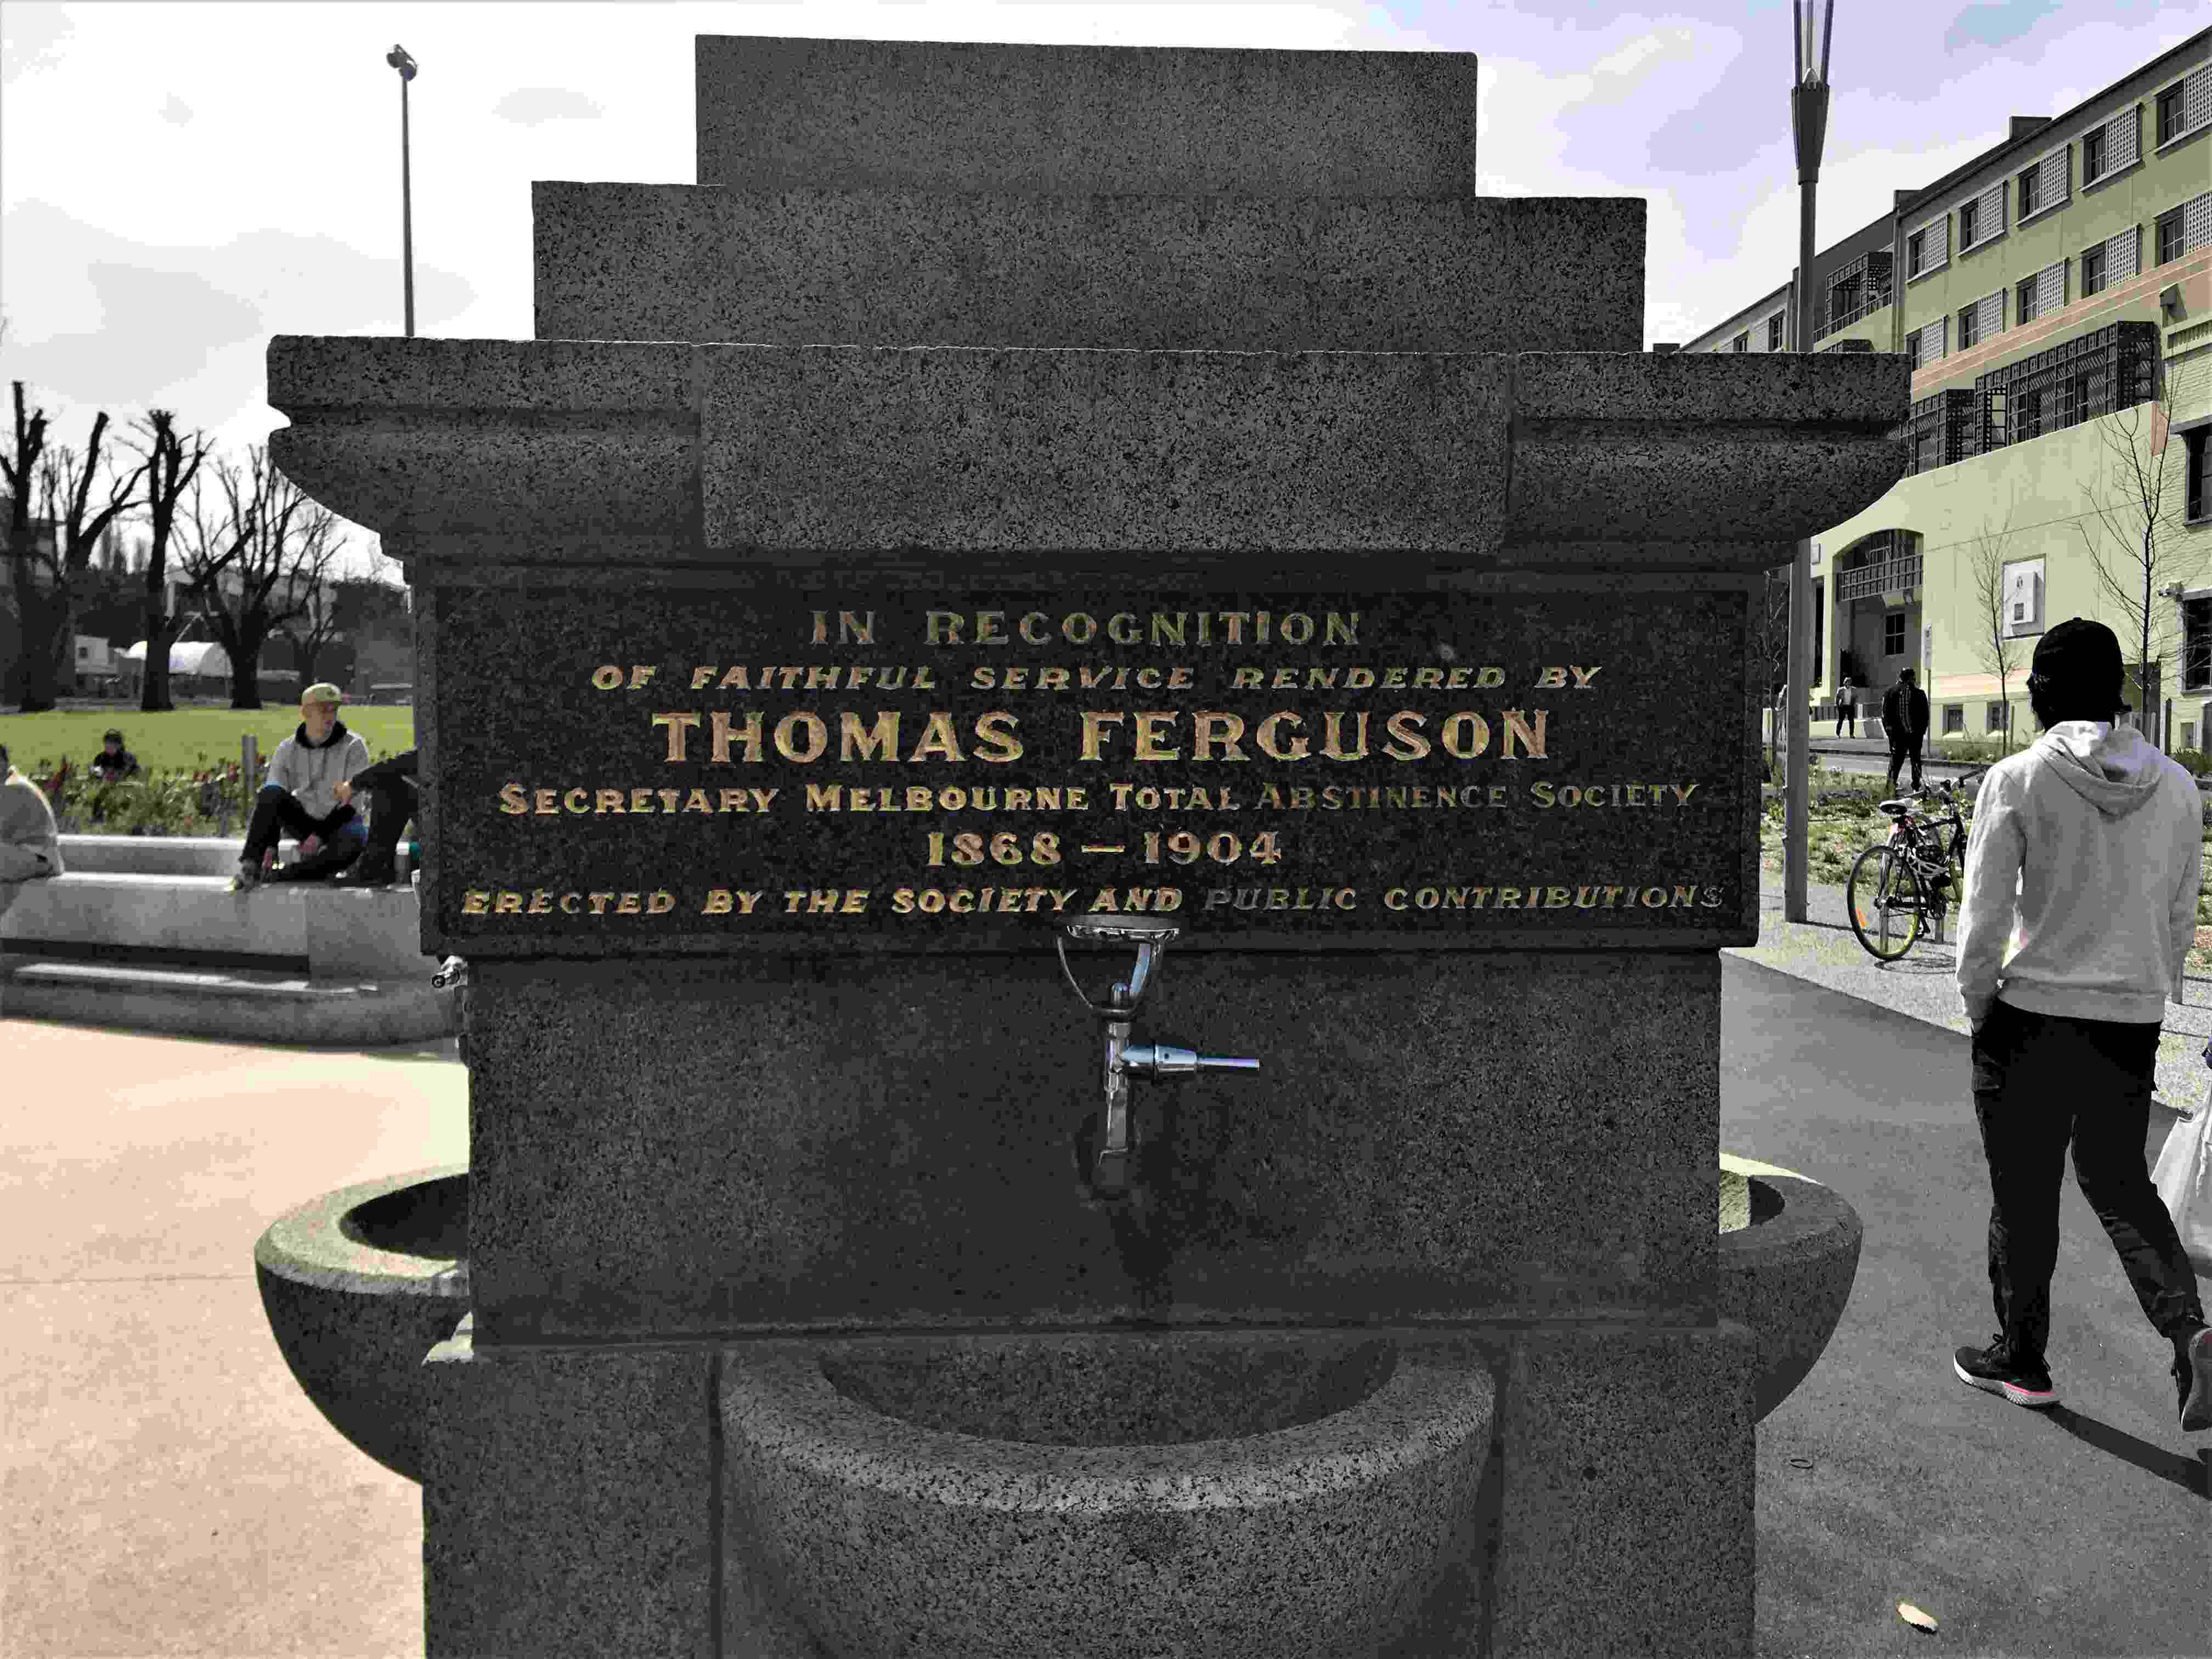 IN RECOGNITION
OF FAITHFUL SERVICE RENDERED BY
THOMAS FERGUSON
SECRETARY MELBOURNE TOTAL ABSTINENCE SOCIETY
1868 — 1904
ERECTED BY THE SOCIETY AND PUBLIC CONTRIBUTIONS